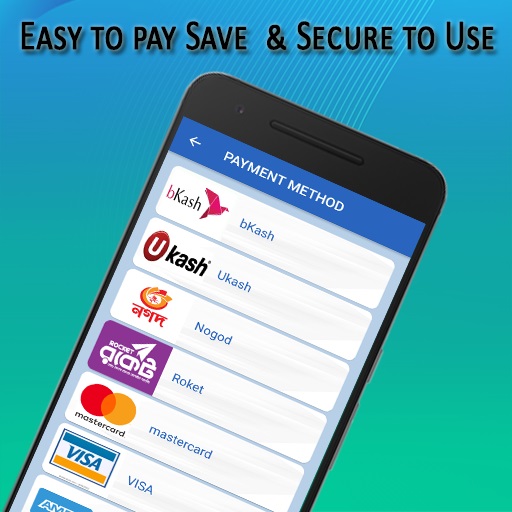 Easy to pay Save & Secure to Use
PAYMENT METHOD
bKash
bKash
Ukash
Ukash
নগদ
Nogod
ROCKET
রকেট
Roket
mastercard
mastercard
VISA
VISA